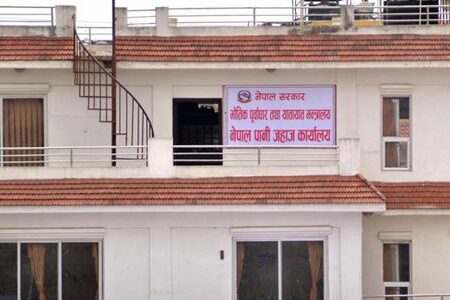 नेपाल सरकार
भौतिक पूर्वाधार तथा यातायात मन्त्रालय
नेपाल पानी जहाज कार्यालय